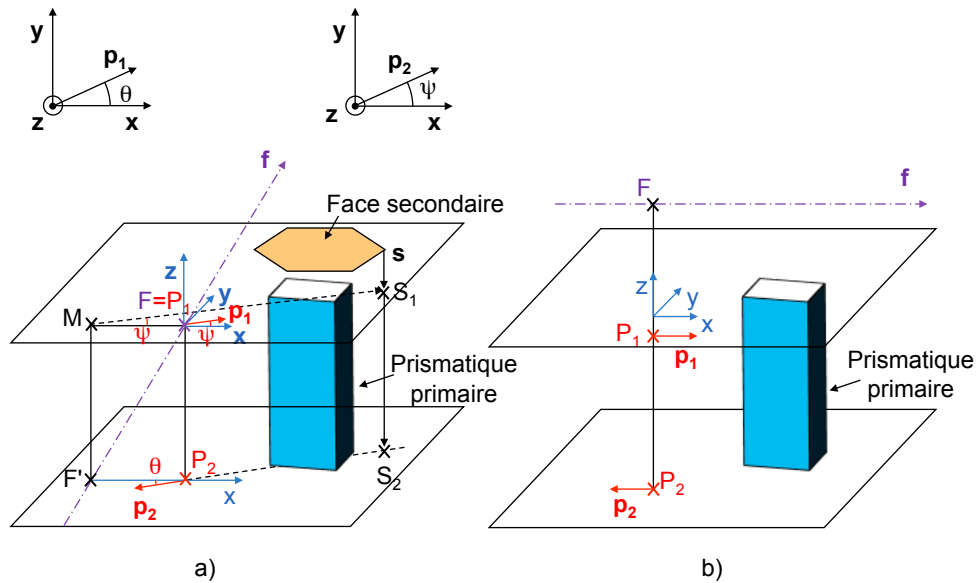 y
p1
θ
z
x
y
p2
ψ
z
x
f
Face secondaire
s
z
y
S1
F=P1
p1
M
ψ
ψ
x
Prismatique
primaire
F'
θ
P2
x
S2
p2
a)
F
f
z
y
x
P1
p1
Prismatique
primaire
P2
p2
b)